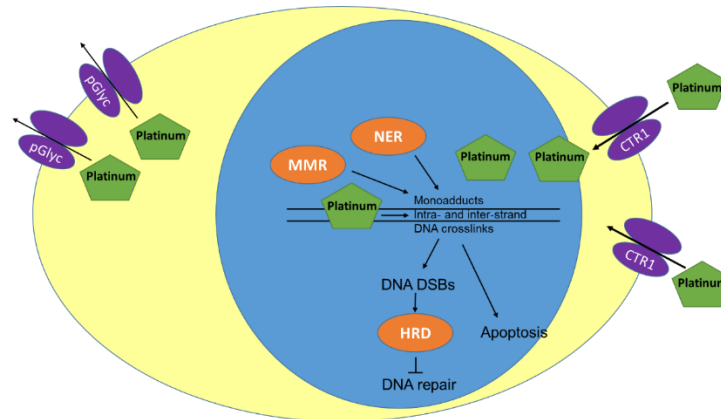 pGlyc
Platinum
pGlyc
Platinum
NER
MMR
Platinum
Monoadducts
Intra- and inter-strand
DNA crosslinks
DNA DSBs
HRD
DNA repair
Apoptosis
Platinum
Platinum
Platinum
CTR1
CTR1
Platinum